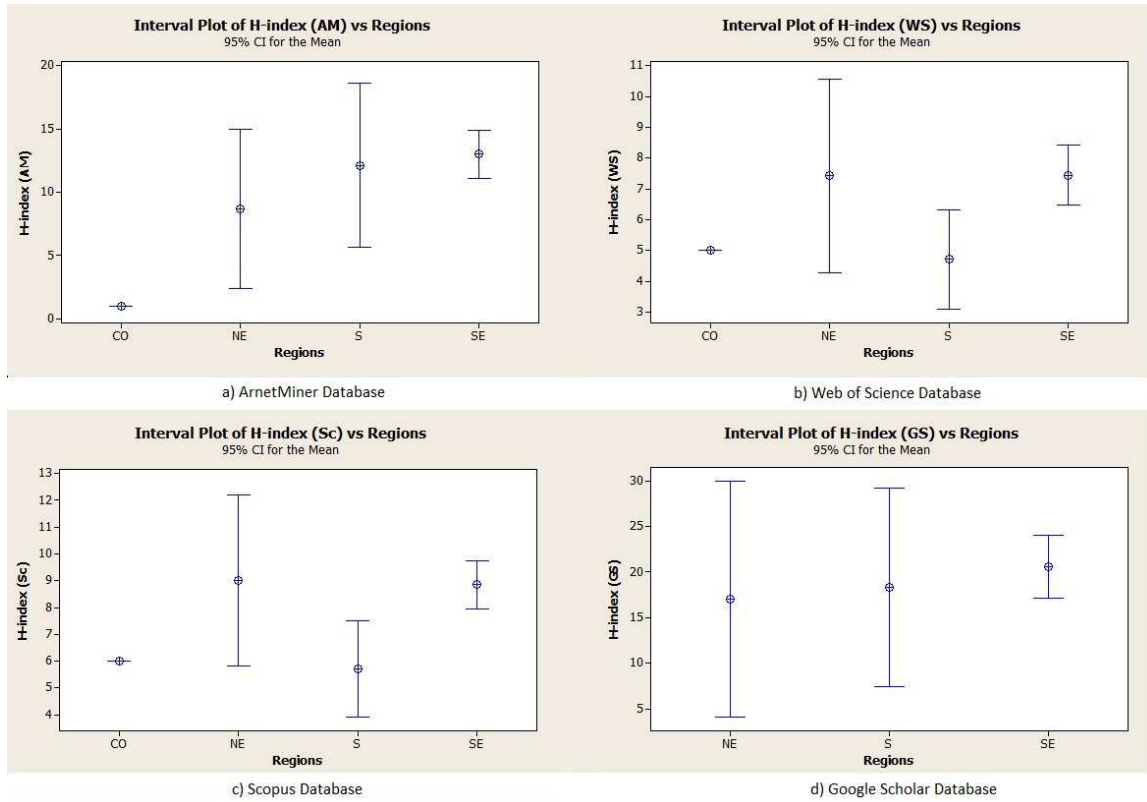 Interval Plot of H-index (AM) vs Regions
95% CI for the Mean
H-index (AM)
20
15
10
5
0
CO NE S SE
Regions
a) ArnetMiner Database
Interval Plot of H-index (WS) vs Regions
95% CI for the Mean
H-index (WS)
11
10
9
8
7
6
5
4
3
CO NE S SE
Regions
b) Web of Science Database
Interval Plot of H-index (Sc) vs Regions
95% CI for the Mean
H-index (Sc)
13
12
11
10
9
8
7
6
5
4
CO NE S SE
Regions
c) Scopus Database
Interval Plot of H-index (GS) vs Regions
95% CI for the Mean
H-index (GS)
30
25
20
15
10
5
NE S SE
Regions
d) Google Scholar Database